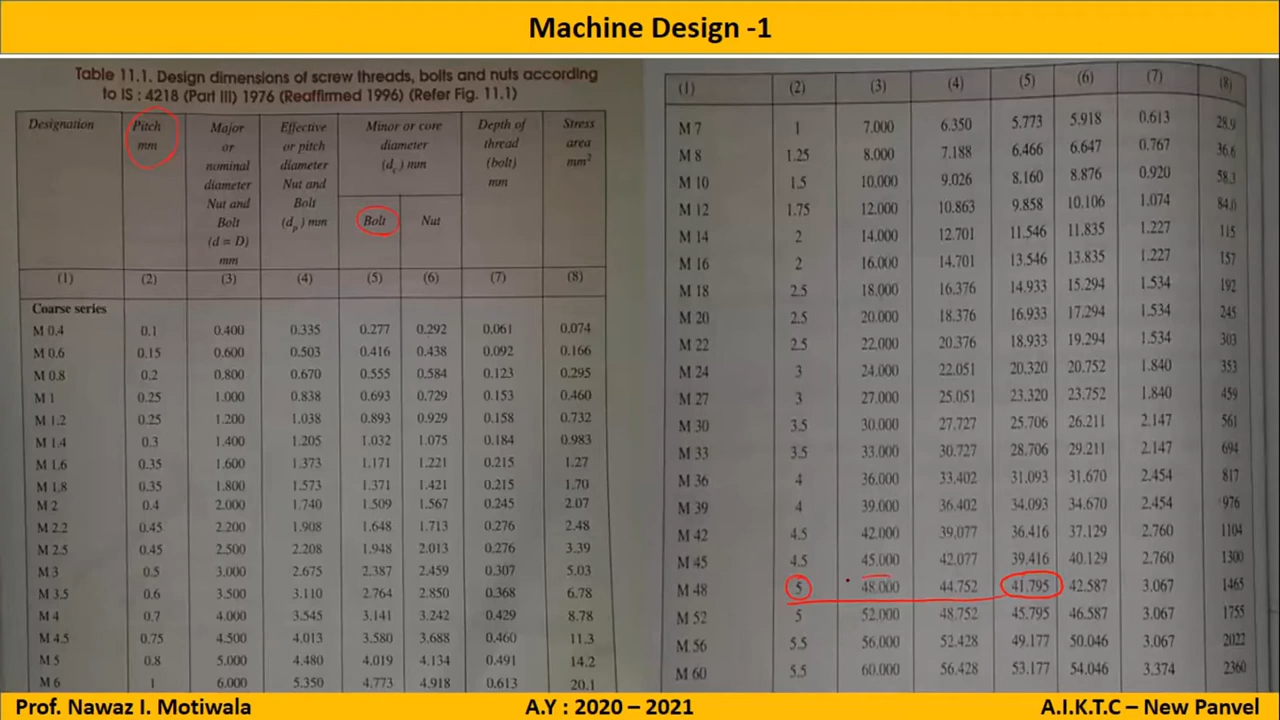 Machine Design -1
Table 11.1. Design dimensions of screw threads, bolts and nuts according
to IS : 4218 (Part III) 1976 (Reaffirmed 1996) (Refer Fig. 11.1)
Designation Pitch mm Major or nominal diameter Nut and Bolt (d = D) mm Effective or pitch diameter Nut and Bolt (dp) mm Minor or core diameter (dc) mm Depth of thread (bolt) mm Stress area mm2
Bolt Nut
(1) (2) (3) (4) (5) (6) (7) (8)
Coarse series
M 0.4 0.1 0.400 0.335 0.277 0.292 0.061 0.074
M 0.6 0.15 0.600 0.503 0.416 0.438 0.092 0.166
M 0.8 0.2 0.800 0.670 0.555 0.584 0.123 0.295
M 1 0.25 1.000 0.838 0.693 0.729 0.153 0.460
M 1.2 0.25 1.200 1.038 0.893 0.929 0.158 0.732
M 1.4 0.3 1.400 1.205 1.032 1.075 0.184 0.983
M 1.6 0.35 1.600 1.373 1.171 1.221 0.215 1.27
M 1.8 0.35 1.800 1.573 1.371 1.421 0.215 1.70
M 2 0.4 2.000 1.740 1.509 1.567 0.245 2.07
M 2.2 0.45 2.200 1.908 1.648 1.713 0.276 2.48
M 2.5 0.45 2.500 2.208 1.948 2.013 0.276 3.39
M 3 0.5 3.000 2.675 2.387 2.459 0.307 5.03
M 3.5 0.6 3.500 3.110 2.764 2.850 0.368 6.78
M 4 0.7 4.000 3.545 3.141 3.242 0.429 8.78
M 4.5 0.75 4.500 4.013 3.580 3.688 0.460 11.3
M 5 0.8 5.000 4.480 4.019 4.134 0.491 14.2
M 6 1 6.000 5.350 4.773 4.918 0.613 20.1
(1) (2) (3) (4) (5) (6) (7) (8)
M 7 1 7.000 6.350 5.773 5.918 0.613 28.9
M 8 1.25 8.000 7.188 6.466 6.647 0.767 36.6
M 10 1.5 10.000 9.026 8.160 8.876 0.920 58.3
M 12 1.75 12.000 10.863 9.858 10.106 1.074 84.0
M 14 2 14.000 12.701 11.546 11.835 1.227 115
M 16 2 16.000 14.701 13.546 13.835 1.227 157
M 18 2.5 18.000 16.376 14.933 15.294 1.534 192
M 20 2.5 20.000 18.376 16.933 17.294 1.534 245
M 22 2.5 22.000 20.376 18.933 19.294 1.534 303
M 24 3 24.000 22.051 20.320 20.752 1.840 353
M 27 3 27.000 25.051 23.320 23.752 1.840 459
M 30 3.5 30.000 27.727 25.706 26.211 2.147 561
M 33 3.5 33.000 30.727 28.706 29.211 2.147 694
M 36 4 36.000 33.402 31.093 31.670 2.454 817
M 39 4 39.000 36.402 34.093 34.670 2.454 976
M 42 4.5 42.000 39.077 36.416 37.129 2.760 1104
M 45 4.5 45.000 42.077 39.416 40.129 2.760 1300
M 48 5 48.000 44.752 41.795 42.587 3.067 1465
M 52 5 52.000 48.752 45.795 46.587 3.067 1755
M 56 5.5 56.000 52.428 49.177 50.046 3.067 2022
M 60 5.5 60.000 56.428 53.177 54.046 3.374 2360
Prof. Nawaz I. Motiwala A.Y : 2020 – 2021 A.I.K.T.C – New Panvel